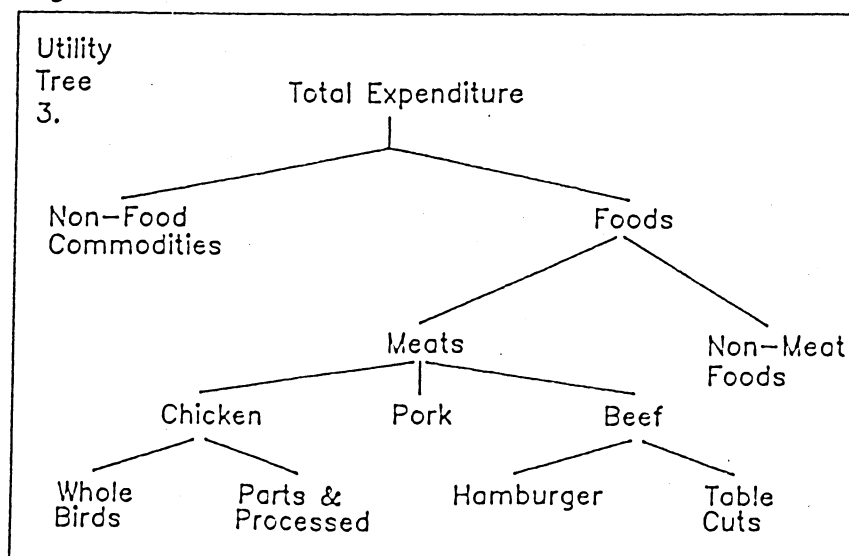 Utility
Tree
3.
Total Expenditure
Non-Food
Commodities
Foods
Meats
Non-Meat
Foods
Chicken
Pork
Beef
Whole
Birds
Parts &
Processed
Hamburger
Table
Cuts